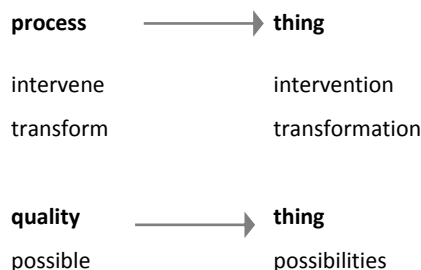 process thing
intervene intervention
transform transformation
quality thing
possible possibilities